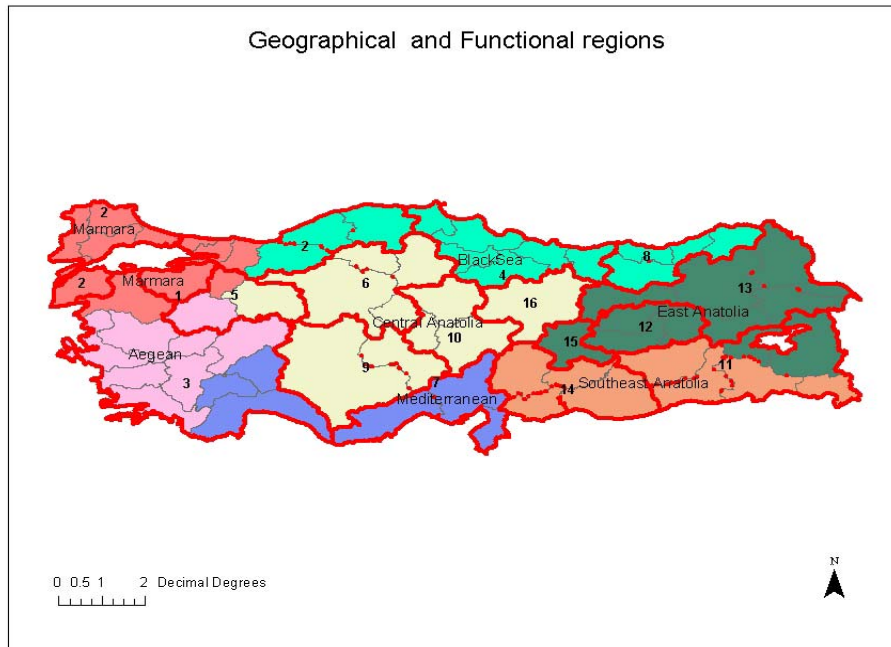 Geographical and Functional regions
2
Marmara
2
BlackSea
8
4
2
Marmara
1
5
6
16
13
East Anatolia
Central Anatolia
12
10
Aegean
15
3
9
7
Mediterranean
11
Southeast Anatolia
14
0 0.5 1 2 Decimal Degrees
N